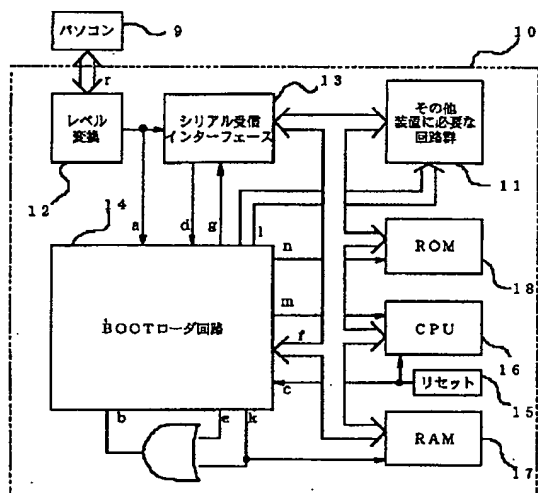 パソコン
9
10
r
レベル
変換
12
シリアル受信
インターフェース
13
その他
装置に必要な
回路群
11
14
a
d
g
l
n
ROM
18
BOOTローダ回路
m
f
CPU
16
c
リセット
15
b
e
k
RAM
17